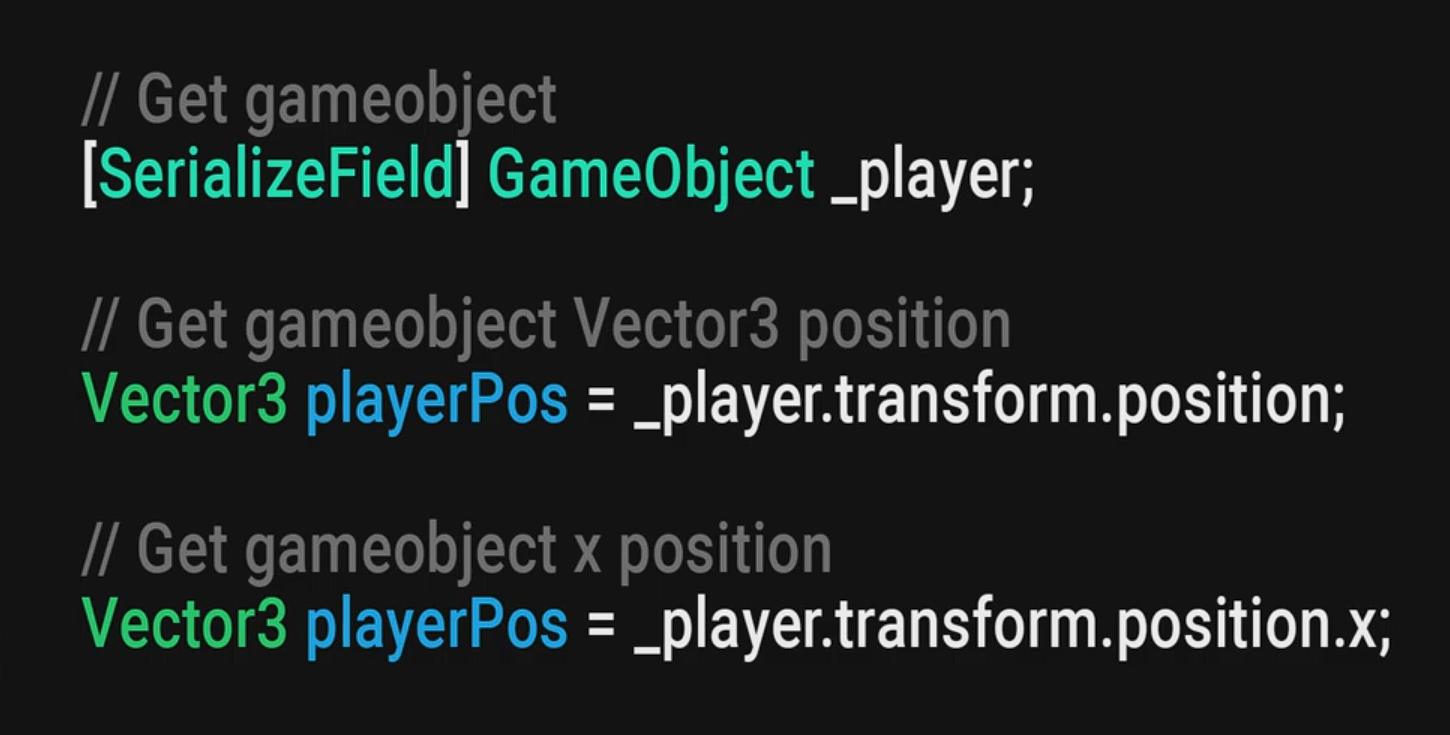 // Get gameobject
[SerializeField] GameObject _player;
// Get gameobject Vector3 position
Vector3 playerPos = _player.transform.position;
// Get gameobject x position
Vector3 playerPos = _player.transform.position.x;